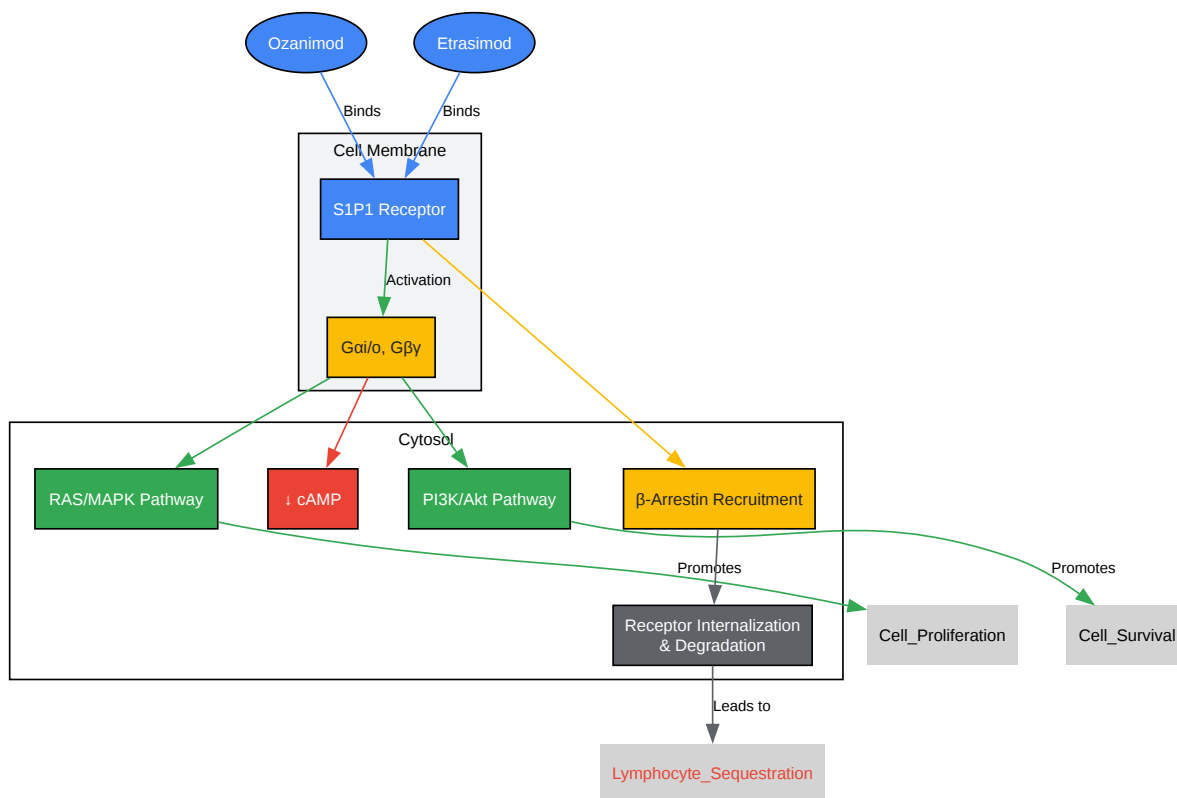 Ozanimod
Etrasimod
Binds
Binds
Cell Membrane
S1P1 Receptor
Activation
Gαi/o, Gβγ
Cytosol
RAS/MAPK Pathway
↓ cAMP
PI3K/Akt Pathway
β-Arrestin Recruitment
Promotes
Promotes
Receptor Internalization
& Degradation
Cell_Proliferation
Cell_Survival
Leads to
Lymphocyte_Sequestration